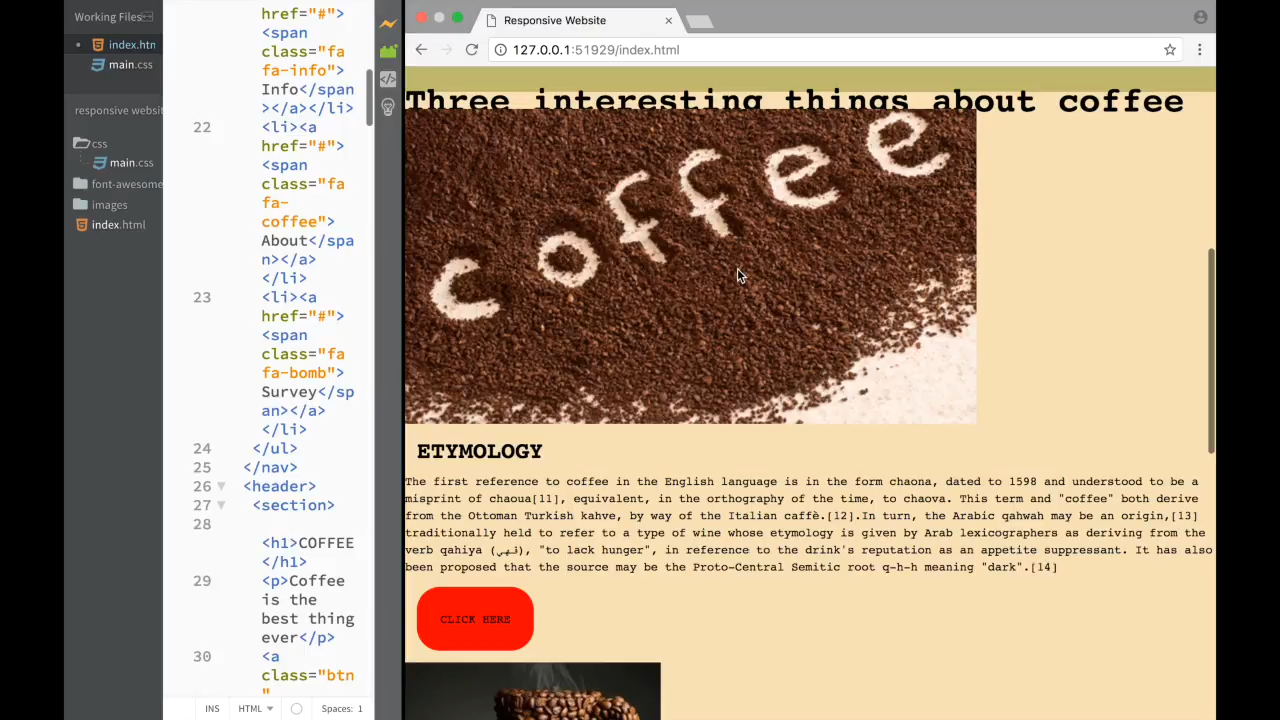 Working Files
index.htn
main.css
responsive websit
css
main.css
font-awesome
images
index.html
href="#">
<span
class="fa
fa-info">
Info</span
></a></li>
22 <li><a
href="#">
<span
class="fa
fa-
coffee">
About</spa
n></a>
</li>
23 <li><a
href="#">
<span
class="fa
fa-bomb">
Survey</sp
an></a>
</li>
24 </ul>
25 </nav>
26 <header>
27 <section>
28
<h1>COFFEE
</h1>
29 <p>Coffee
is the
best thing
ever</p>
30 <a
class="btn
"
INS HTML Spaces: 1
Responsive Website
127.0.0.1:51929/index.html
Three interesting things about coffee
coffee
ETYMOLOGY
The first reference to coffee in the English language is in the form chaona, dated to 1598 and understood to be a
misprint of chaoua[11], equivalent, in the orthography of the time, to chaova. This term and "coffee" both derive
from the Ottoman Turkish kahve, by way of the Italian caffè.[12].In turn, the Arabic qahwah may be an origin,[13]
traditionally held to refer to a type of wine whose etymology is given by Arab lexicographers as deriving from the
verb qahiya (قهي), "to lack hunger", in reference to the drink's reputation as an appetite suppressant. It has also
been proposed that the source may be the Proto-Central Semitic root q-h-h meaning "dark".[14]
CLICK HERE